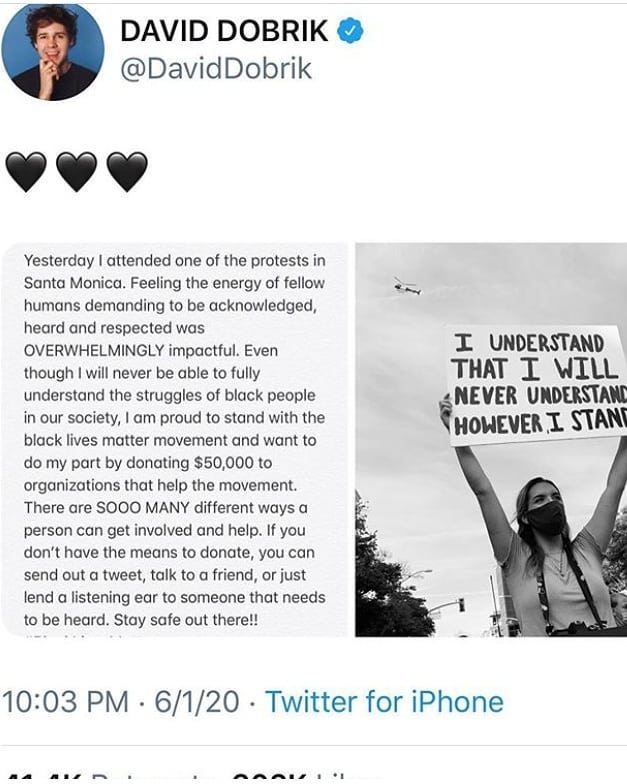 DAVID DOBRIK
@DavidDobrik
🖤 🖤 🖤
Yesterday I attended one of the protests in
Santa Monica. Feeling the energy of fellow
humans demanding to be acknowledged,
heard and respected was
OVERWHELMINGLY impactful. Even
though I will never be able to fully
understand the struggles of black people
in our society, I am proud to stand with the
black lives matter movement and want to
do my part by donating $50,000 to
organizations that help the movement.
There are SOOO MANY different ways a
person can get involved and help. If you
don't have the means to donate, you can
send out a tweet, talk to a friend, or just
lend a listening ear to someone that needs
to be heard. Stay safe out there!!
I UNDERSTAND
THAT I WILL
NEVER UNDERSTAND
HOWEVER, I STAND
10:03 PM · 6/1/20 · Twitter for iPhone